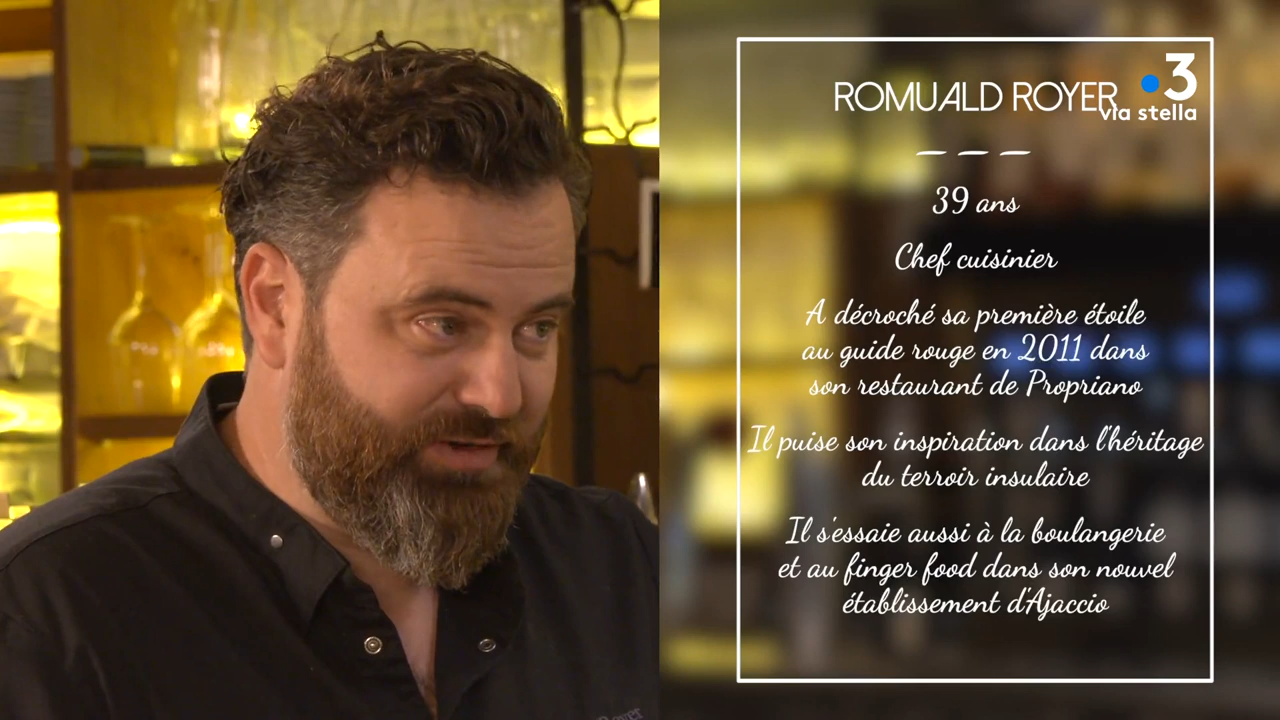 ROMUALD ROYER
3
via stella
39 ans
Chef cuisinier
A décroché sa première étoile
au guide rouge en 2011 dans
son restaurant de Propriano
Il puise son inspiration dans l'héritage
du terroir insulaire
Il s'essaie aussi à la boulangerie
et au finger food dans son nouvel
établissement d'Ajaccio